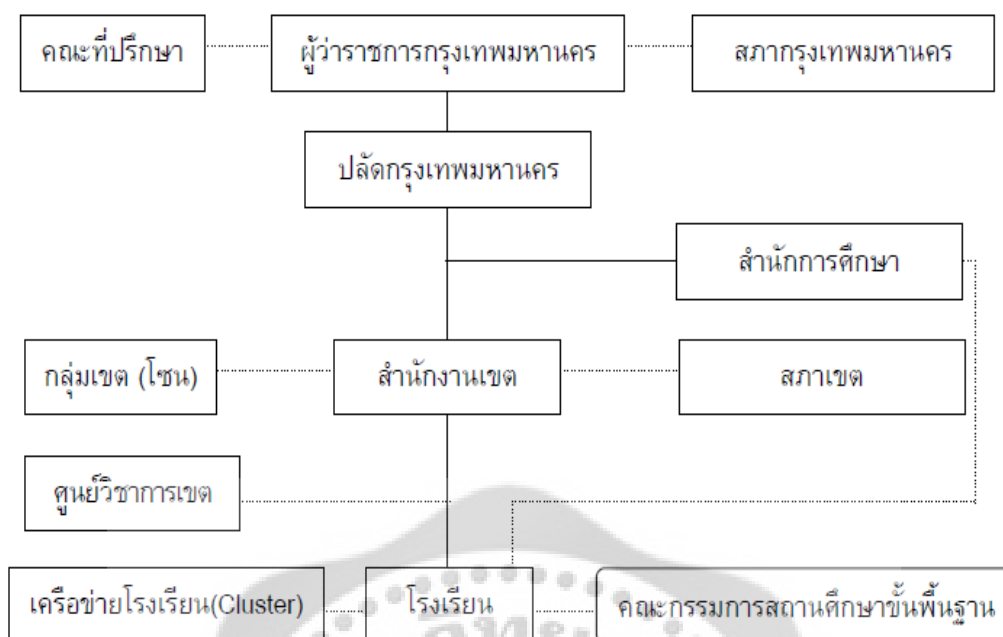 คณะที่ปรึกษา ผู้ว่าราชการกรุงเทพมหานคร สภากรุงเทพมหานคร
ปลัดกรุงเทพมหานคร
สำนักการศึกษา
กลุ่มเขต (โซน) สำนักงานเขต สภาเขต
ศูนย์วิชาการเขต
เครือข่ายโรงเรียน(Cluster) โรงเรียน คณะกรรมการสถานศึกษาขั้นพื้นฐาน